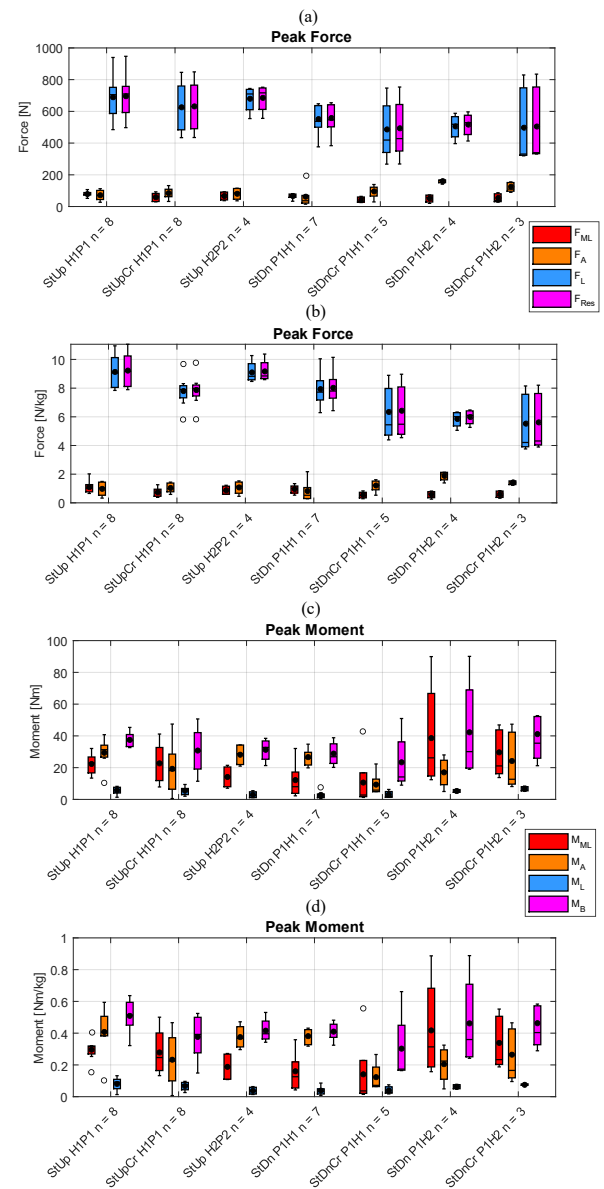 (a)
Peak Force
1000
800
600
400
200
0
Force [N]
StUp H1P1 n = 8
StUpCr H1P1 n = 8
StUp H2P2 n = 4
StDn P1H1 n = 7
StDnCr P1H1 n = 5
StDn P1H2 n = 4
StDnCr P1H2 n = 3
F_ML
F_A
F_L
F_Res
(b)
Peak Force
10
8
6
4
2
0
Force [N/kg]
StUp H1P1 n = 8
StUpCr H1P1 n = 8
StUp H2P2 n = 4
StDn P1H1 n = 7
StDnCr P1H1 n = 5
StDn P1H2 n = 4
StDnCr P1H2 n = 3
(c)
Peak Moment
100
80
60
40
20
0
Moment [Nm]
StUp H1P1 n = 8
StUpCr H1P1 n = 8
StUp H2P2 n = 4
StDn P1H1 n = 7
StDnCr P1H1 n = 5
StDn P1H2 n = 4
StDnCr P1H2 n = 3
M_ML
M_A
M_L
M_B
(d)
Peak Moment
1
0.8
0.6
0.4
0.2
0
Moment [Nm/kg]
StUp H1P1 n = 8
StUpCr H1P1 n = 8
StUp H2P2 n = 4
StDn P1H1 n = 7
StDnCr P1H1 n = 5
StDn P1H2 n = 4
StDnCr P1H2 n = 3